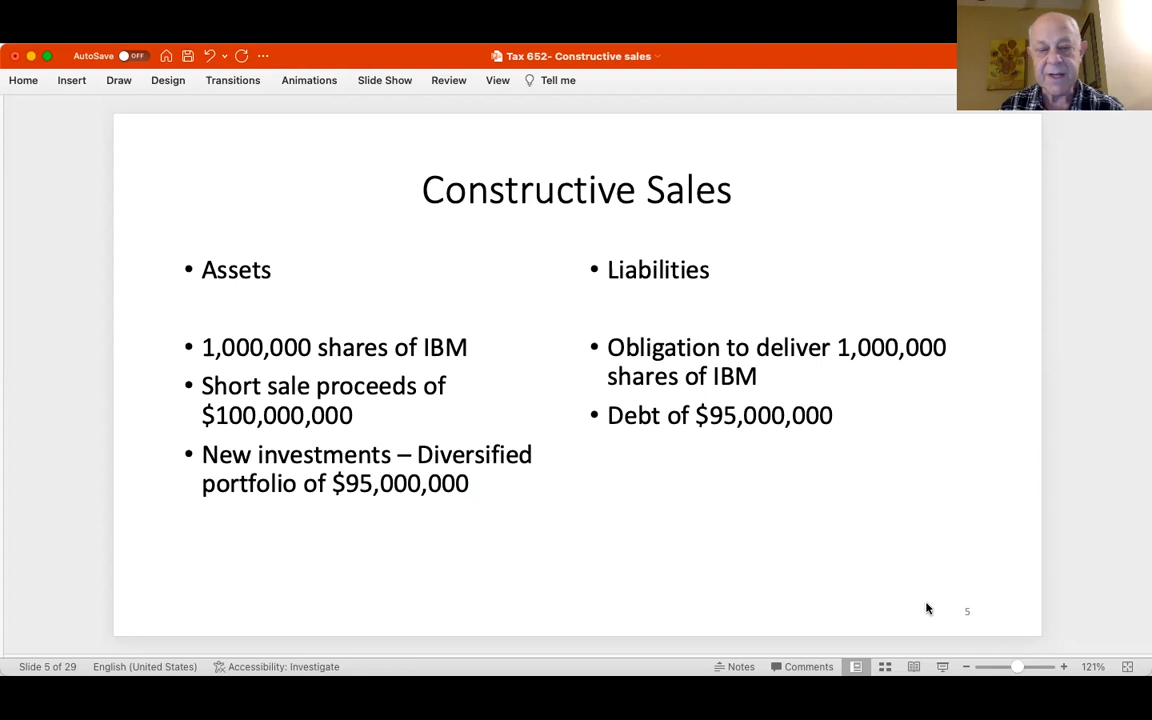 AutoSave OFF
Tax 652- Constructive sales
Home Insert Draw Design Transitions Animations Slide Show Review View Tell me
Constructive Sales
• Assets
• 1,000,000 shares of IBM
• Short sale proceeds of
$100,000,000
• New investments – Diversified
portfolio of $95,000,000
• Liabilities
• Obligation to deliver 1,000,000
shares of IBM
• Debt of $95,000,000
5
Slide 5 of 29 English (United States) Accessibility: Investigate Notes Comments 121%